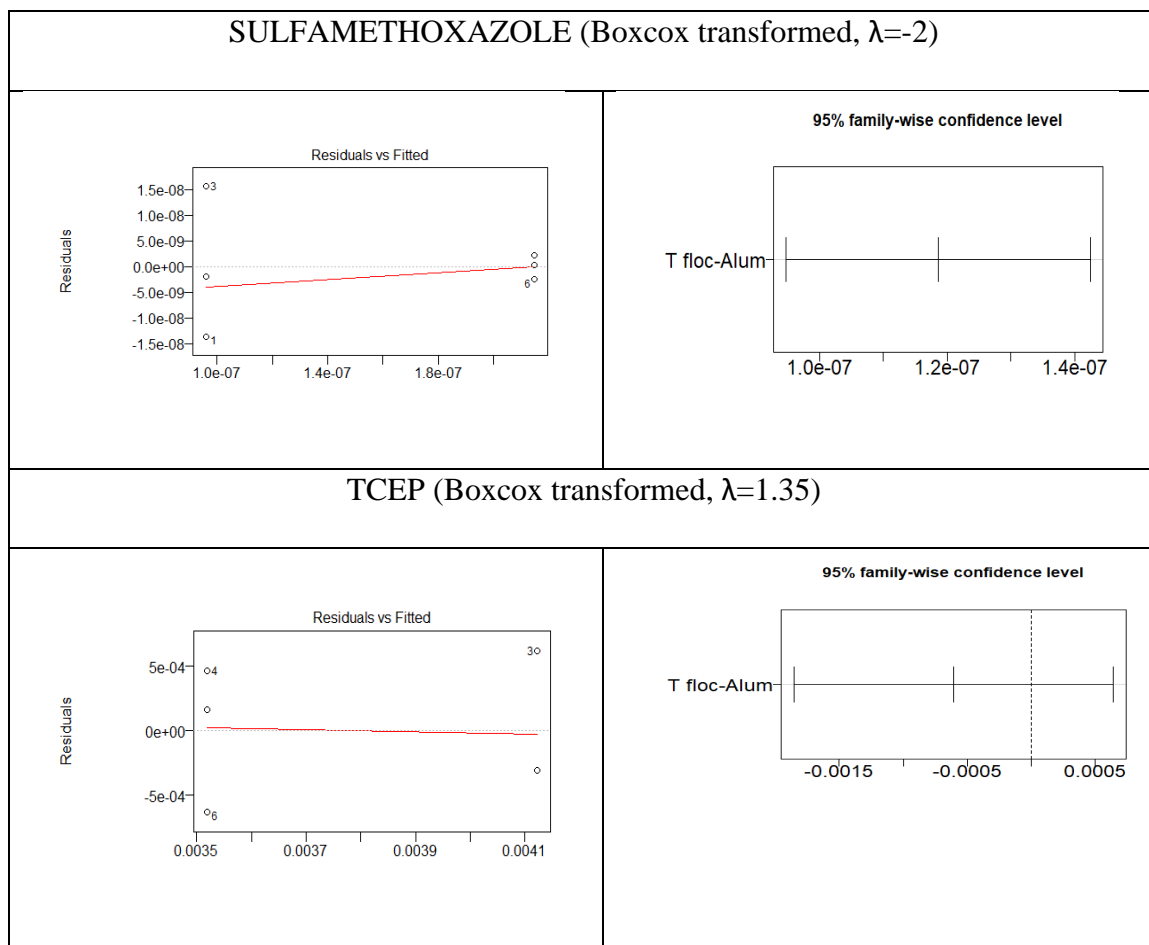 SULFAMETHOXAZOLE (Boxcox transformed, λ=-2)
Residuals vs Fitted
Residuals
1.5e-08
1.0e-08
5.0e-09
0.0e+00
-5.0e-09
-1.0e-08
-1.5e-08
3
1
6
1.0e-07 1.4e-07 1.8e-07
95% family-wise confidence level
T floc-Alum
1.0e-07 1.2e-07 1.4e-07
TCEP (Boxcox transformed, λ=1.35)
Residuals vs Fitted
Residuals
5e-04
0e+00
-5e-04
4
3
6
0.0035 0.0037 0.0039 0.0041
95% family-wise confidence level
T floc-Alum
-0.0015 -0.0005 0.0005